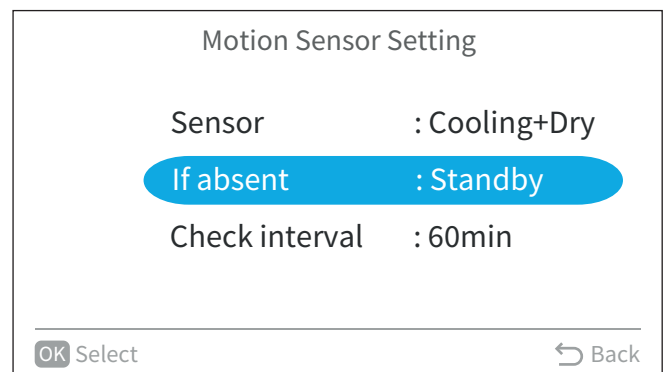 Motion Sensor Setting
Sensor : Cooling+Dry
If absent : Standby
Check interval : 60min
OK Select Back